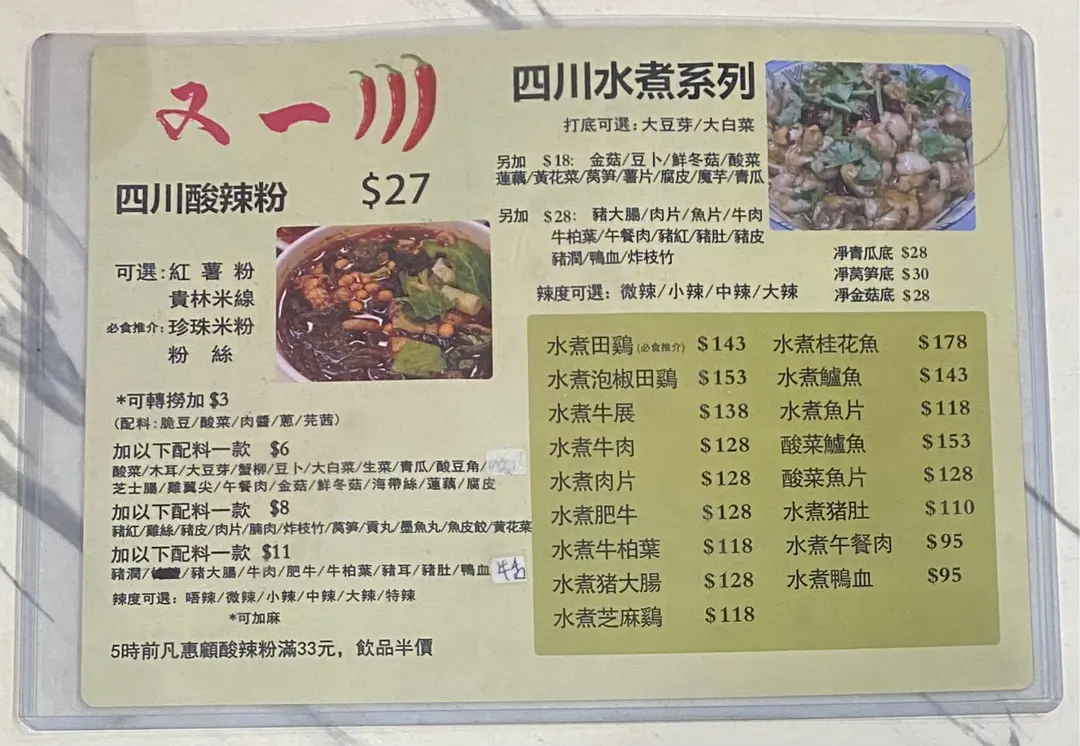 又一川
四川酸辣粉 $27
可選:紅薯粉
貴林米線
必食推介:珍珠米粉
粉絲
*可轉撈加 $3
(配料:脆豆/酸菜/肉醬/蔥/芫茜)
加以下配料一款 $6
酸菜/木耳/大豆芽/蟹柳/豆卜/大白菜/生菜/青瓜/酸豆角/
芝士腸/雞翼尖/午餐肉/金菇/鮮冬菇/海帶絲/蓮藕/腐皮
加以下配料一款 $8
豬紅/雞絲/豬皮/肉片/腩肉/炸枝竹/萵笋/貢丸/墨魚丸/魚皮餃/黄花菜
加以下配料一款 $11
豬潤/豬大腸/牛肉/肥牛/牛柏葉/豬耳/豬肚/鴨血
辣度可選: 唔辣/微辣/小辣/中辣/大辣/特辣
*可加麻
5時前凡惠顧酸辣粉滿33元，飲品半價
四川水煮系列
打底可選:大豆芽/大白菜
另加 $18: 金菇/豆卜/鮮冬菇/酸菜
蓮藕/黃花菜/萵笋/薯片/腐皮/魔芋/青瓜
另加 $28: 豬大腸/肉片/魚片/牛肉
牛柏葉/午餐肉/豬紅/豬肚/豬皮
豬潤/鴨血/炸枝竹
淨青瓜底 $28
淨萵笋底 $30
淨金菇底 $28
辣度可選: 微辣/小辣/中辣/大辣
水煮田鷄(必食推介) $143
水煮泡椒田鷄 $153
水煮牛展 $138
水煮牛肉 $128
水煮肉片 $128
水煮肥牛 $128
水煮牛柏葉 $118
水煮猪大腸 $128
水煮芝麻鷄 $118
水煮桂花魚 $178
水煮鱸魚 $143
水煮魚片 $118
酸菜鱸魚 $153
酸菜魚片 $128
水煮猪肚 $110
水煮午餐肉 $95
水煮鴨血 $95